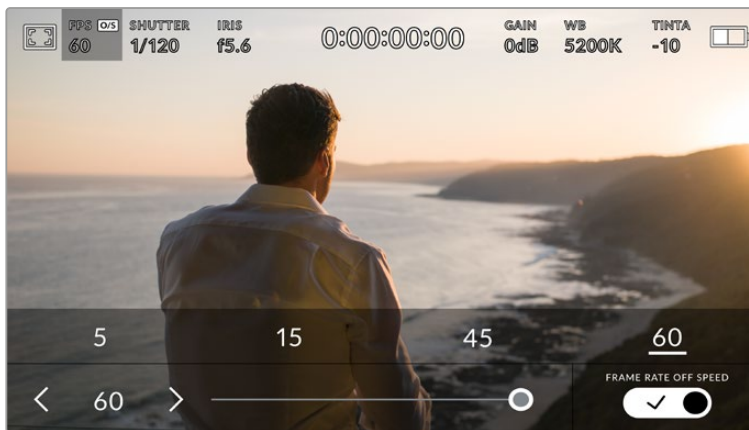 FPS O/S SHUTTER IRIS 0:00:00:00 GAIN WB TINTA
60 1/120 f5.6 0dB 5200K -10
5 15 45 60
FRAME RATE OFF SPEED
60